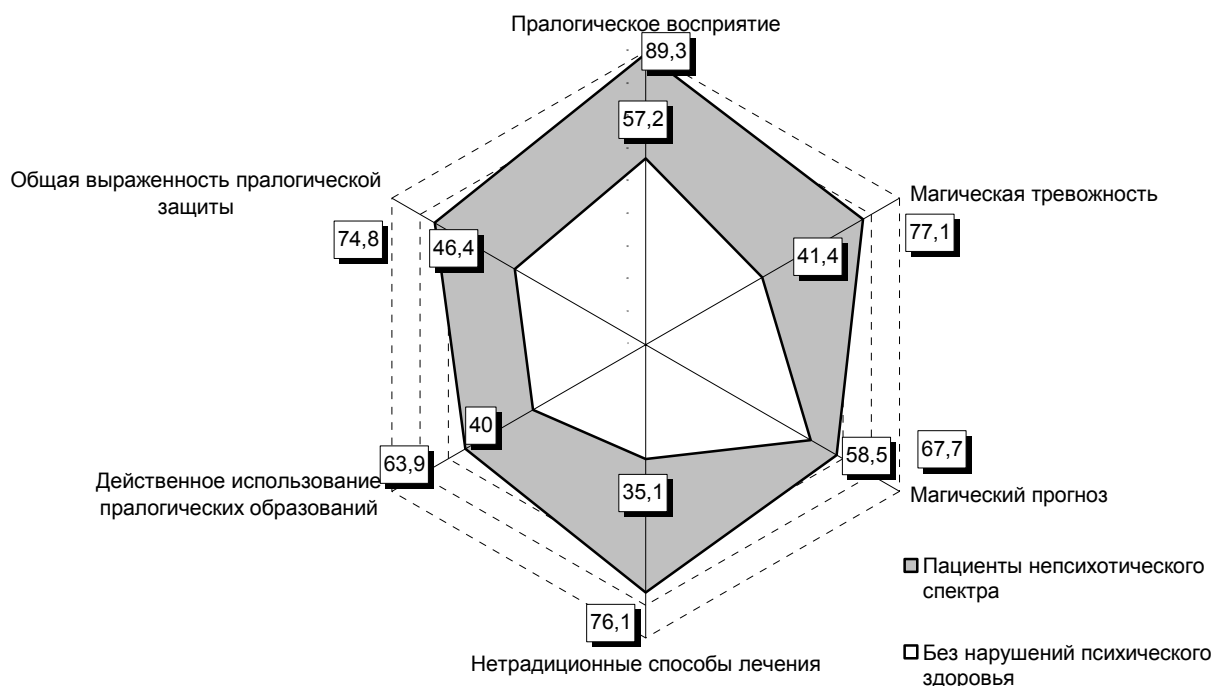 Пралогическое восприятие
89,3
57,2
Общая выраженность пралогической
защиты
74,8
46,4
Магическая тревожность
41,4
77,1
40
63,9
Действенное использование
пралогических образований
35,1
58,5
67,7
Магический прогноз
76,1
Нетрадиционные способы лечения
Пациенты непсихотического
спектра
Без нарушений психического
здоровья